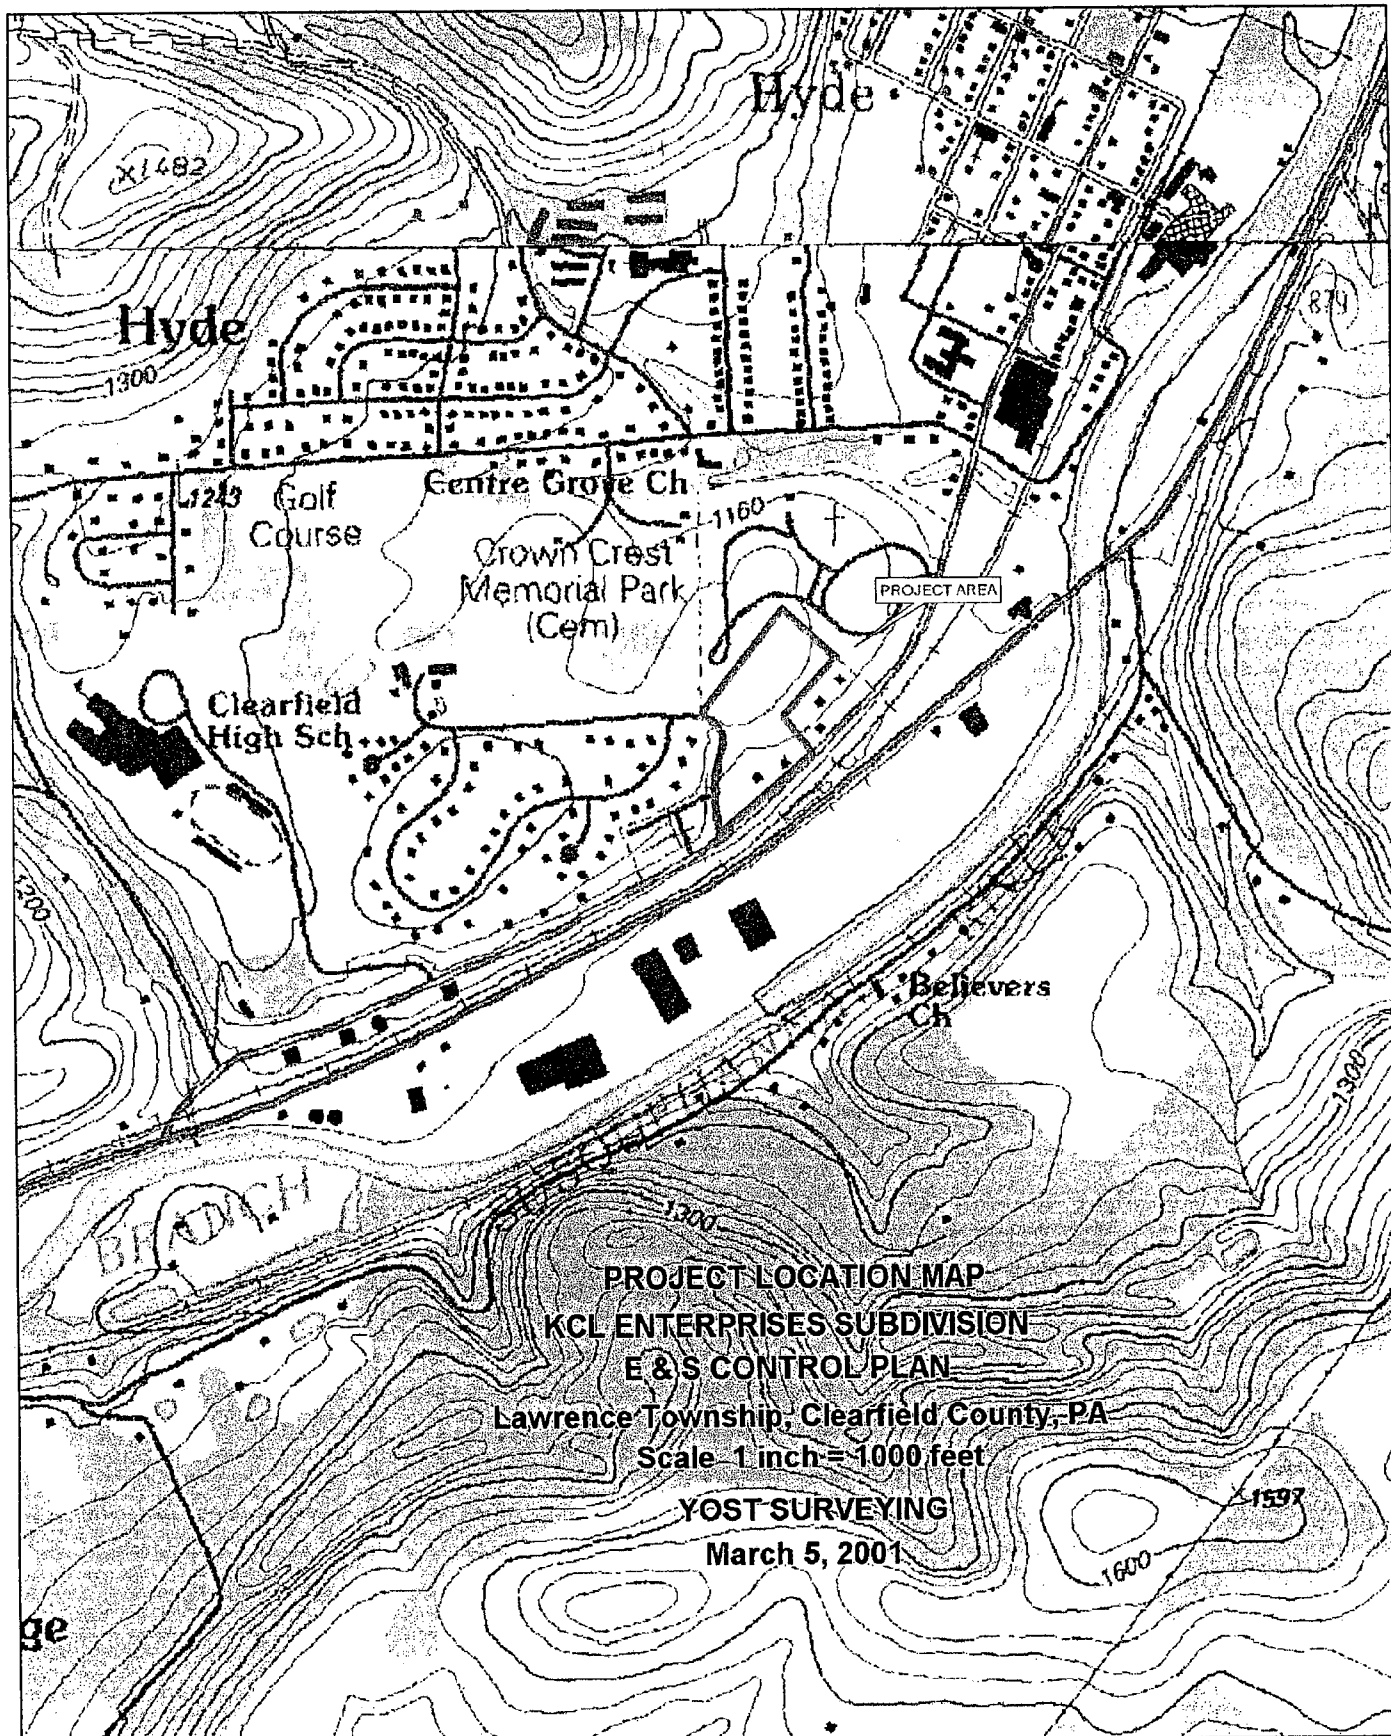 Hyde
x1482
874
Hyde
1300
1243
Golf
Course
Centre Grove Ch
1160
Crown Crest
Memorial Park
(Cem)
PROJECT AREA
Clearfield
High Sch
1200
Believers
Ch
1300
SUSQUEHANNA
RIVER
BRANCH
1300
PROJECT LOCATION MAP
KCL ENTERPRISES SUBDIVISION
E & S CONTROL PLAN
Lawrence Township, Clearfield County, PA
Scale 1 inch = 1000 feet
YOST SURVEYING
March 5, 2001
1597
1600
ge